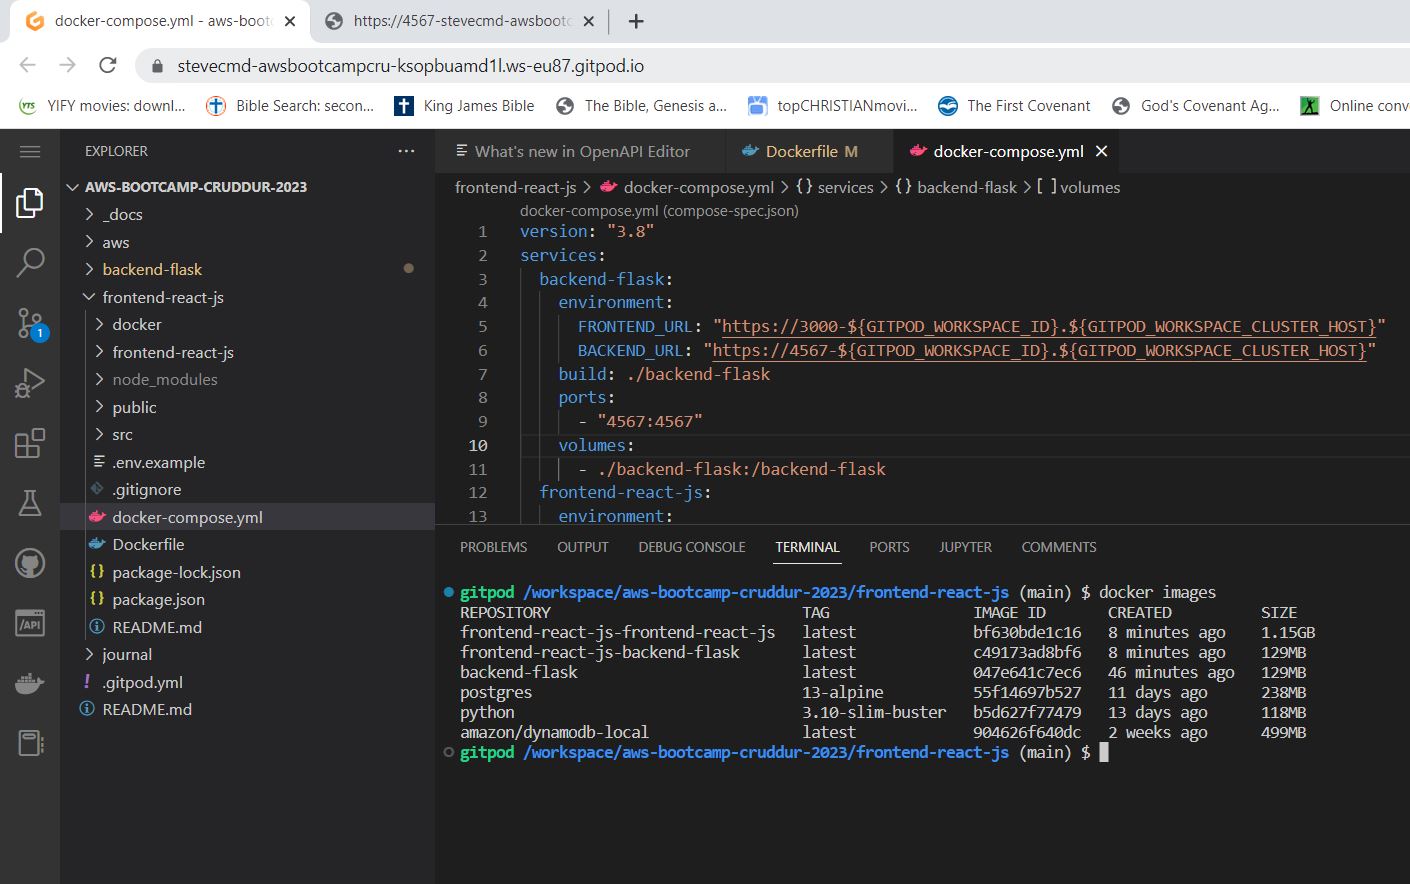 docker-compose.yml - aws-boot
https://4567-stevecmd-awsboot
stevecmd-awsbootcampcru-ksopbuamd1l.ws-eu87.gitpod.io
YTS YIFY movies: downl... Bible Search: secon... King James Bible The Bible, Genesis a... topCHRISTIANmovi... The First Covenant God's Covenant Ag... Online conv
EXPLORER
AWS-BOOTCAMP-CRUDDUR-2023
_docs
aws
backend-flask
frontend-react-js
docker
frontend-react-js
node_modules
public
src
.env.example
.gitignore
docker-compose.yml
Dockerfile
package-lock.json
package.json
README.md
journal
.gitpod.yml
README.md
1
/API
What's new in OpenAPI Editor Dockerfile M docker-compose.yml
frontend-react-js > docker-compose.yml > {} services > {} backend-flask > [ ] volumes
docker-compose.yml (compose-spec.json)
1 version: "3.8"
2 services:
3 backend-flask:
4 environment:
5 FRONTEND_URL: "https://3000-${GITPOD_WORKSPACE_ID}.${GITPOD_WORKSPACE_CLUSTER_HOST}"
6 BACKEND_URL: "https://4567-${GITPOD_WORKSPACE_ID}.${GITPOD_WORKSPACE_CLUSTER_HOST}"
7 build: ./backend-flask
8 ports:
9 - "4567:4567"
10 volumes:
11 - ./backend-flask:/backend-flask
12 frontend-react-js:
13 environment:
PROBLEMS OUTPUT DEBUG CONSOLE TERMINAL PORTS JUPYTER COMMENTS
gitpod /workspace/aws-bootcamp-cruddur-2023/frontend-react-js (main) $ docker images
REPOSITORY TAG IMAGE ID CREATED SIZE
frontend-react-js-frontend-react-js latest bf630bde1c16 8 minutes ago 1.15GB
frontend-react-js-backend-flask latest c49173ad8bf6 8 minutes ago 129MB
backend-flask latest 047e641c7ec6 46 minutes ago 129MB
postgres 13-alpine 55f14697b527 11 days ago 238MB
python 3.10-slim-buster b5d627f77479 13 days ago 118MB
amazon/dynamodb-local latest 904626f640dc 2 weeks ago 499MB
gitpod /workspace/aws-bootcamp-cruddur-2023/frontend-react-js (main) $